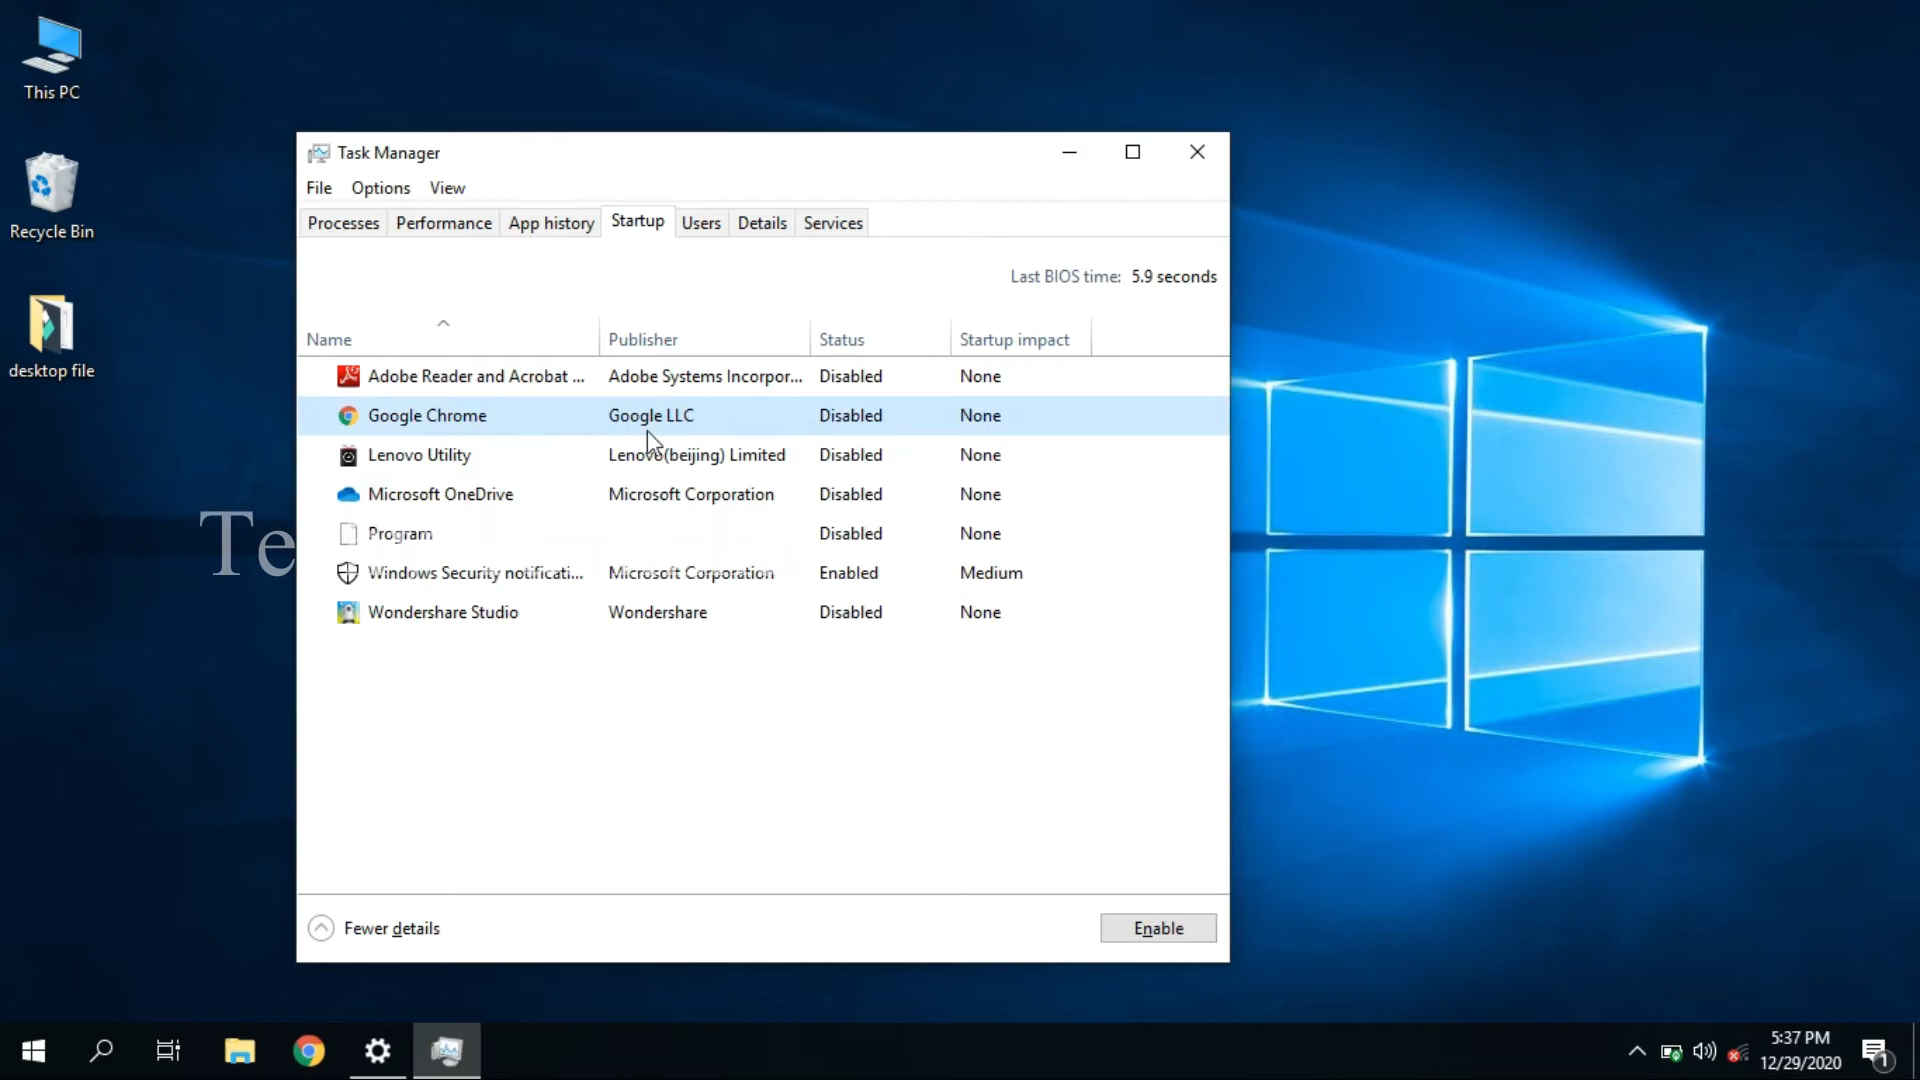 This PC
Recycle Bin
desktop file
Task Manager
File Options View
Processes Performance App history Startup Users Details Services
Last BIOS time: 5.9 seconds
Name Publisher Status Startup impact
Adobe Reader and Acrobat ... Adobe Systems Incorpor... Disabled None
Google Chrome Google LLC Disabled None
Lenovo Utility Lenovo(beijing) Limited Disabled None
Microsoft OneDrive Microsoft Corporation Disabled None
Program Disabled None
Te
Windows Security notificati... Microsoft Corporation Enabled Medium
Wondershare Studio Wondershare Disabled None
Fewer details Enable
5:37 PM
12/29/2020
1